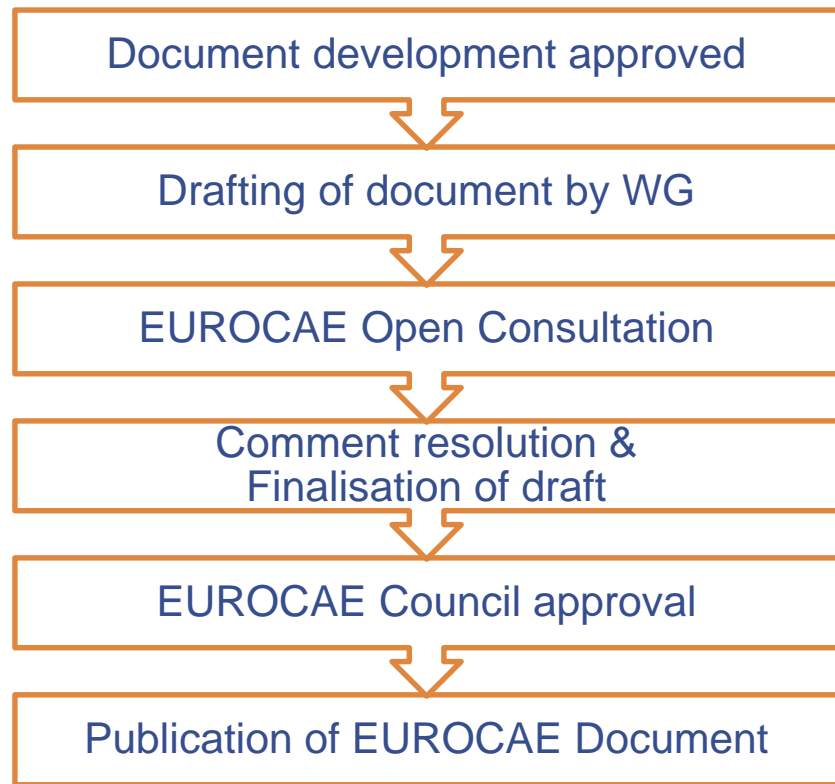 Document development approved
Drafting of document by WG
EUROCAE Open Consultation
Comment resolution &
Finalisation of draft
EUROCAE Council approval
Publication of EUROCAE Document